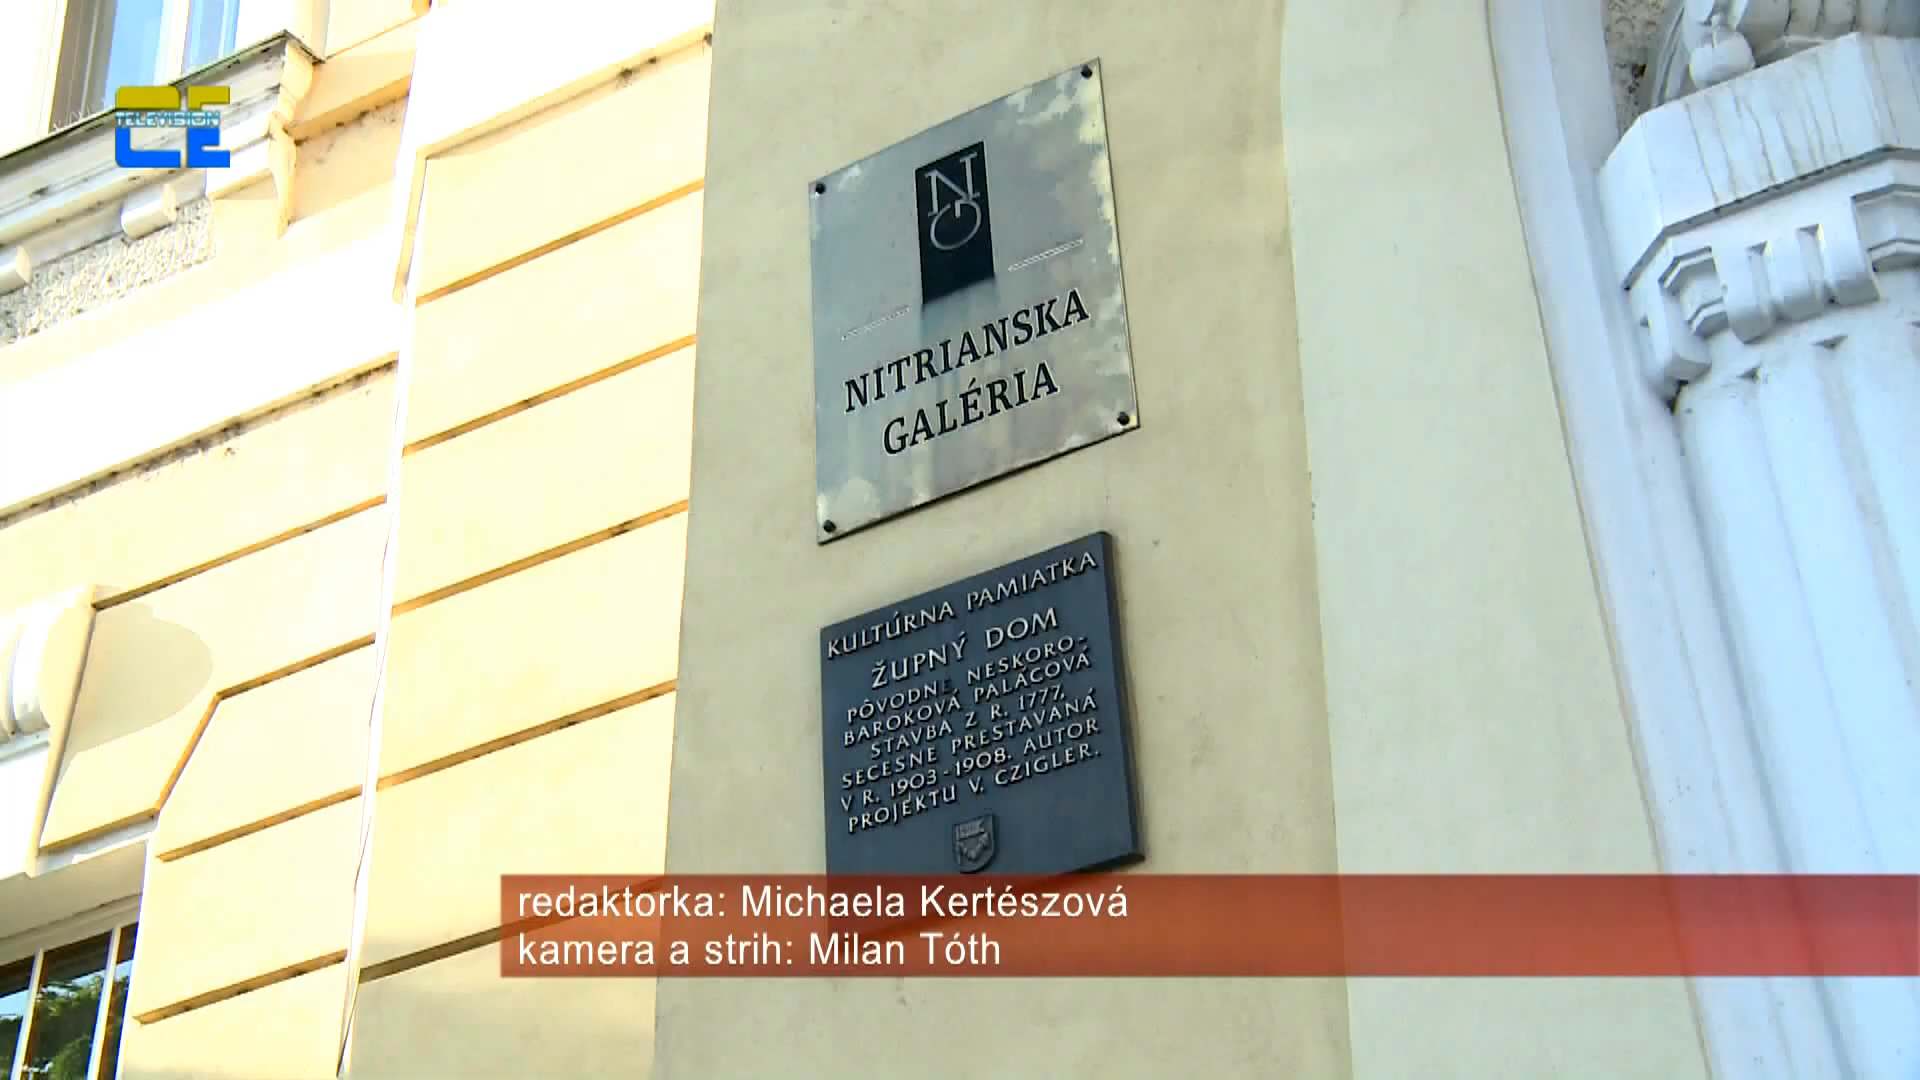 CE
TELEVISION
NG
NITRIANSKA
GALÉRIA
KULTÚRNA PAMIATKA
ŽUPNÝ DOM
PÔVODNE NESKORO-
BAROKOVÁ PALÁCOVÁ
STAVBA Z R. 1777,
SECESNE PRESTAVANÁ
V R. 1903-1908. AUTOR
PROJEKTU V. CZIGLER.
redaktorka: Michaela Kertészová
kamera a strih: Milan Tóth